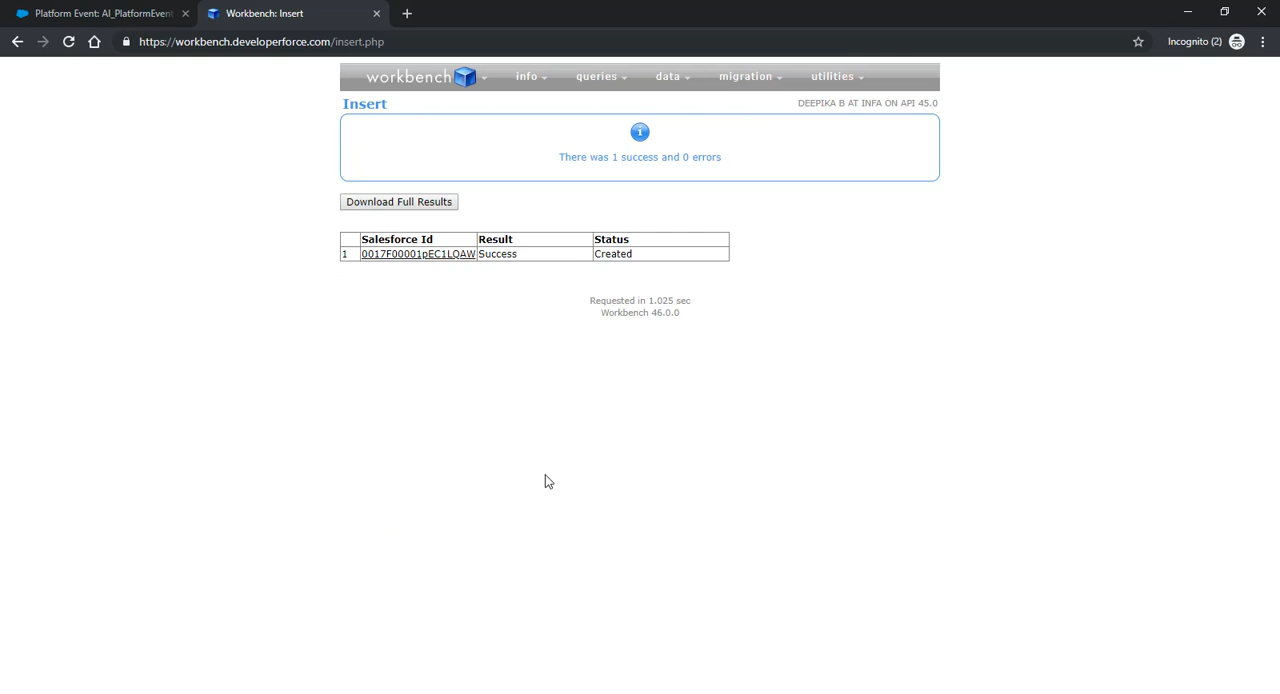 Platform Event: AI_PlatformEvent
Workbench: Insert
https://workbench.developerforce.com/insert.php
Incognito (2)
workbench info queries data migration utilities
Insert
DEEPIKA B AT INFA ON API 45.0
There was 1 success and 0 errors
Download Full Results
Salesforce Id Result Status
1 0017F00001pEC1LQAW Success Created
Requested in 1.025 sec
Workbench 46.0.0